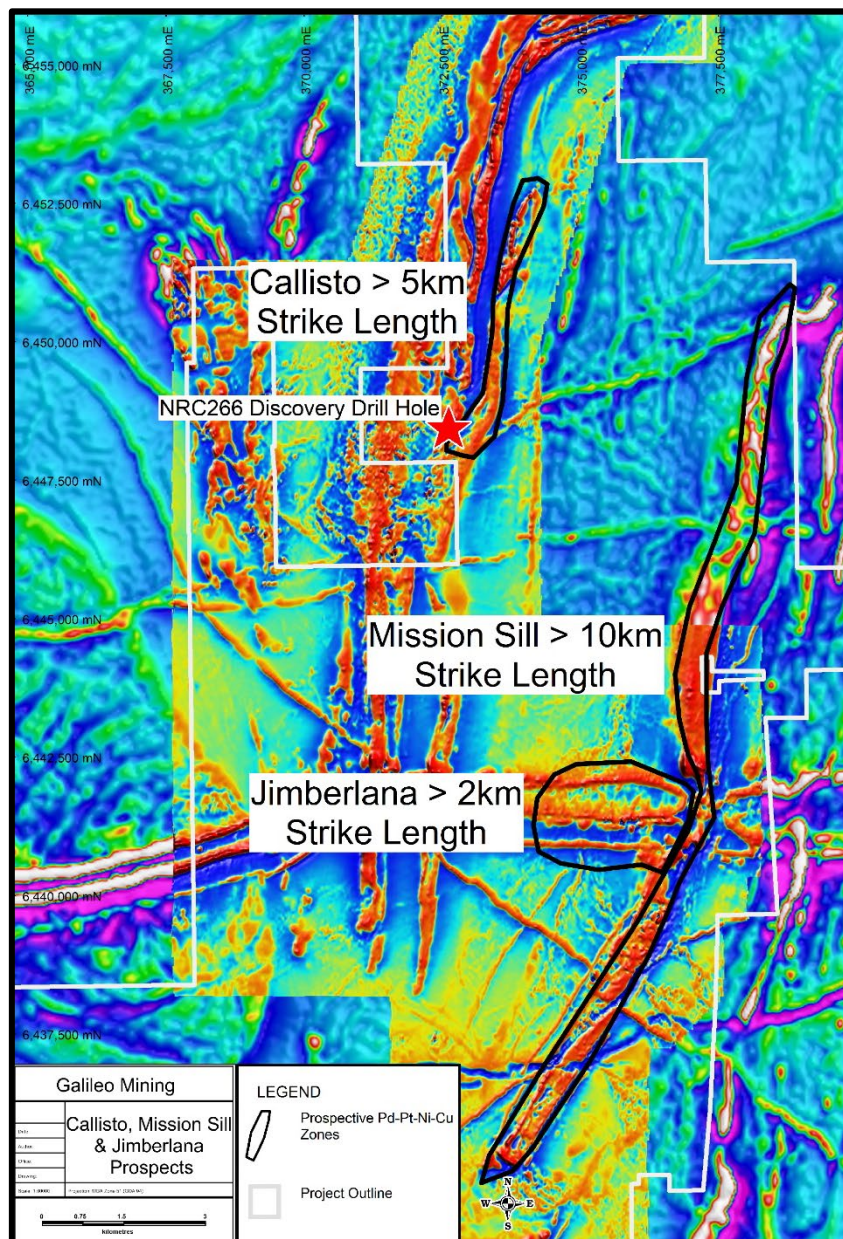 365,000 mE
367,500 mE
370,000 mE
372,500 mE
375,000 mE
377,500 mE
6,455,000 mN
6,452,500 mN
Callisto > 5km
Strike Length
6,450,000 mN
NRC266 Discovery Drill Hole
6,447,500 mN
6,445,000 mN
Mission Sill > 10km
Strike Length
6,442,500 mN
Jimberlana > 2km
Strike Length
6,440,000 mN
6,437,500 mN
Galileo Mining
Callisto, Mission Sill
& Jimberlana
Prospects
Date:
Author:
Office:
Drawing:
0 0.75 1.5 3
kilometres
LEGEND
Prospective Pd-Pt-Ni-Cu
Zones
Project Outline
N
W E
S